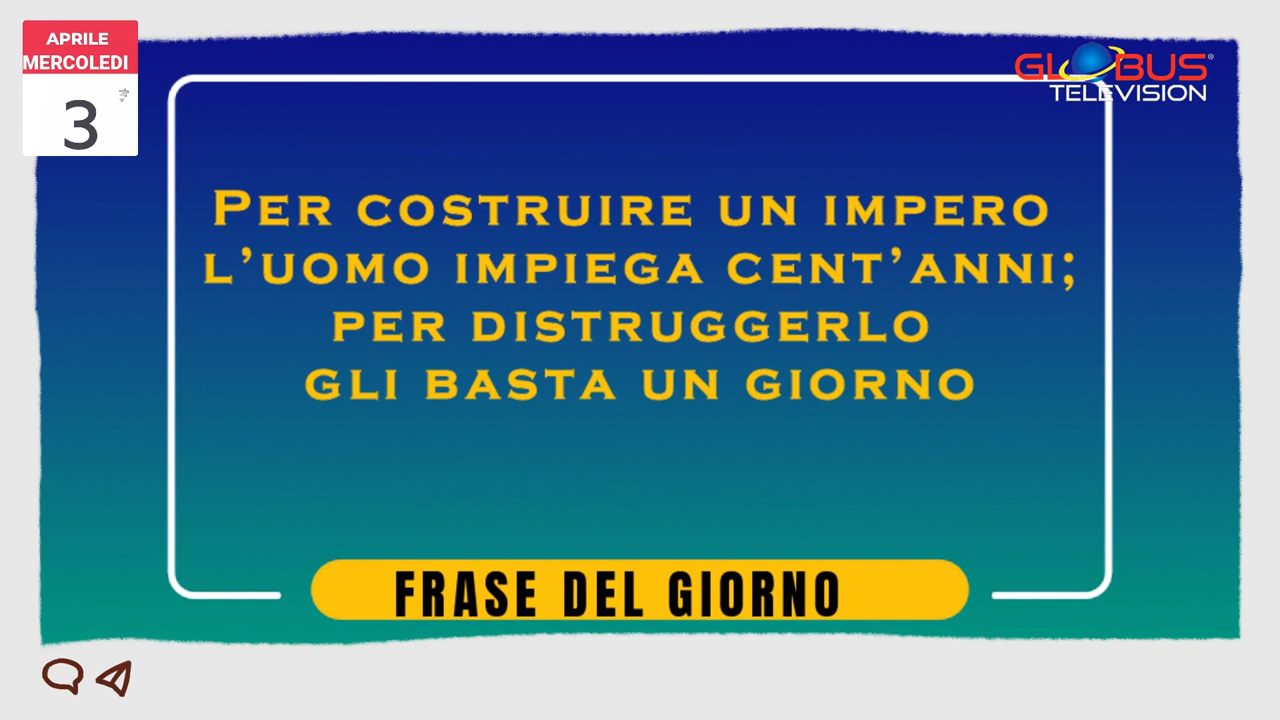 APRILE
MERCOLEDI
3
GLOBUS®
TELEVISION
PER COSTRUIRE UN IMPERO
L'UOMO IMPIEGA CENT'ANNI;
PER DISTRUGGERLO
GLI BASTA UN GIORNO
FRASE DEL GIORNO